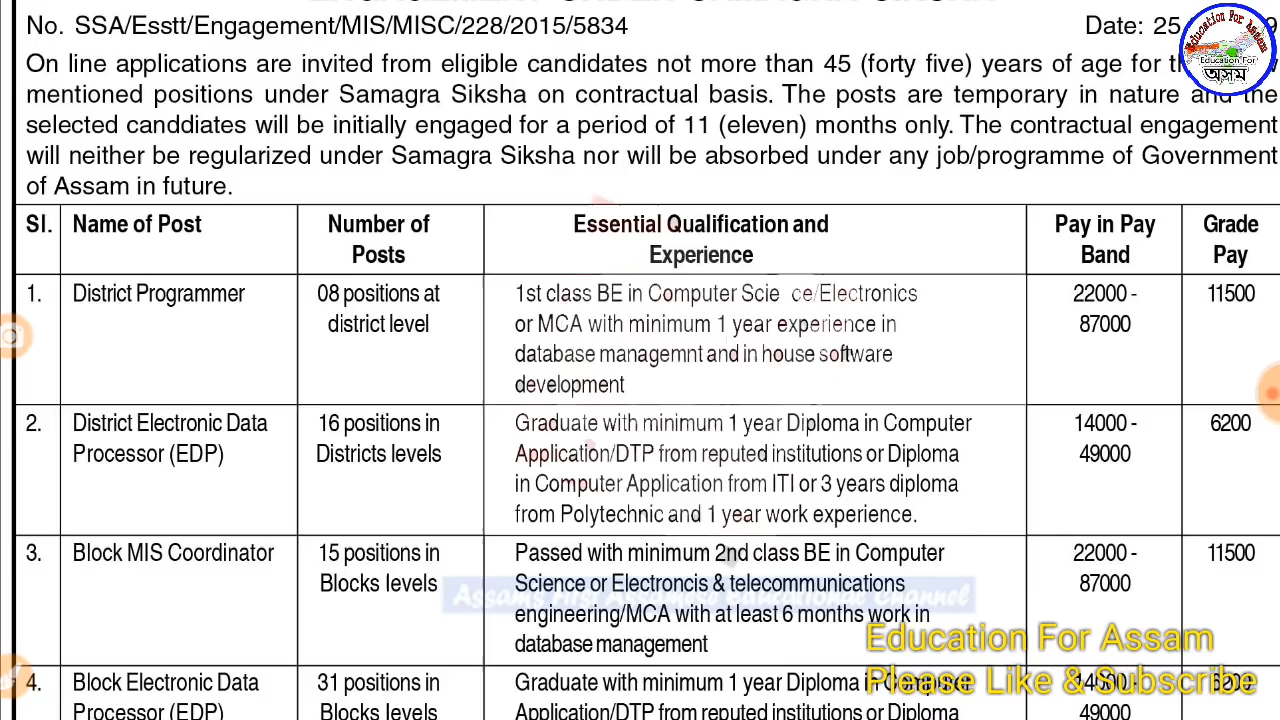 No. SSA/Esstt/Engagement/MIS/MISC/228/2015/5834 Date: 25
On line applications are invited from eligible candidates not more than 45 (forty five) years of age for
mentioned positions under Samagra Siksha on contractual basis. The posts are temporary in nature and the
selected canddiates will be initially engaged for a period of 11 (eleven) months only. The contractual engagement
will neither be regularized under Samagra Siksha nor will be absorbed under any job/programme of Government
of Assam in future.
Sl. Name of Post Number of Posts Essential Qualification and Experience Pay in Pay Band Grade Pay
1. District Programmer 08 positions at 1st class BE in Computer Scie ce/Electronics 22000 - 11500
district level or MCA with minimum 1 year experience in 87000
database managemnt and in house software
development
2. District Electronic Data 16 positions in Graduate with minimum 1 year Diploma in Computer 14000 - 6200
Processor (EDP) Districts levels Application/DTP from reputed institutions or Diploma 49000
in Computer Application from ITI or 3 years diploma
from Polytechnic and 1 year work experience.
3. Block MIS Coordinator 15 positions in Passed with minimum 2nd class BE in Computer 22000 - 11500
Blocks levels Science or Electroncis & telecommunications 87000
engineering/MCA with at least 6 months work in
database management
4. Block Electronic Data 31 positions in Graduate with minimum 1 year Diploma in Computer 14000 - 6200
Processor (EDP) Blocks levels Application/DTP from reputed institutions or Diploma 49000
Assam's First Assamese Educational Channel
Education For Assam
Please Like & Subscribe
Education For Assam
Education For
অসম